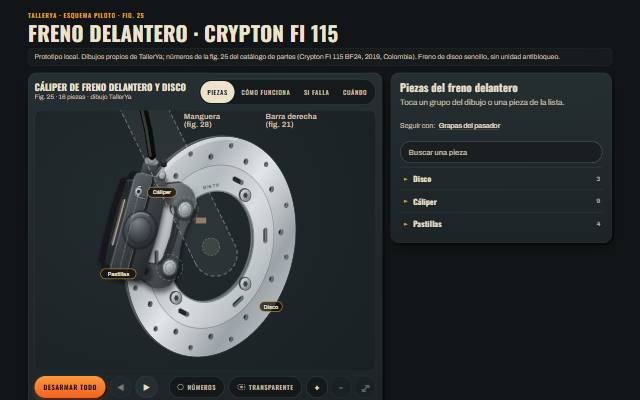 TALLERYA · ESQUEMA PILOTO · FIG. 25
FRENO DELANTERO · CRYPTON FI 115
Prototipo local. Dibujos propios de TallerYa; números de la fig. 25 del catálogo de partes (Crypton FI 115 BF24, 2019, Colombia). Freno de disco sencillo, sin unidad antibloqueo.
CÁLIPER DE FRENO DELANTERO Y DISCO
Fig. 25 · 16 piezas · dibujo TallerYa
PIEZAS
CÓMO FUNCIONA
SI FALLA
CUÁNDO
Manguera
(fig. 28)
Barra derecha
(fig. 21)
Cáliper
Pastillas
Disco
DESARMAR TODO
NÚMEROS
TRANSPARENTE
+
−
Piezas del freno delantero
Toca un grupo del dibujo o una pieza de la lista.
Seguir con: Grapas del pasador
Buscar una pieza
Disco 3
Cáliper 9
Pastillas 4